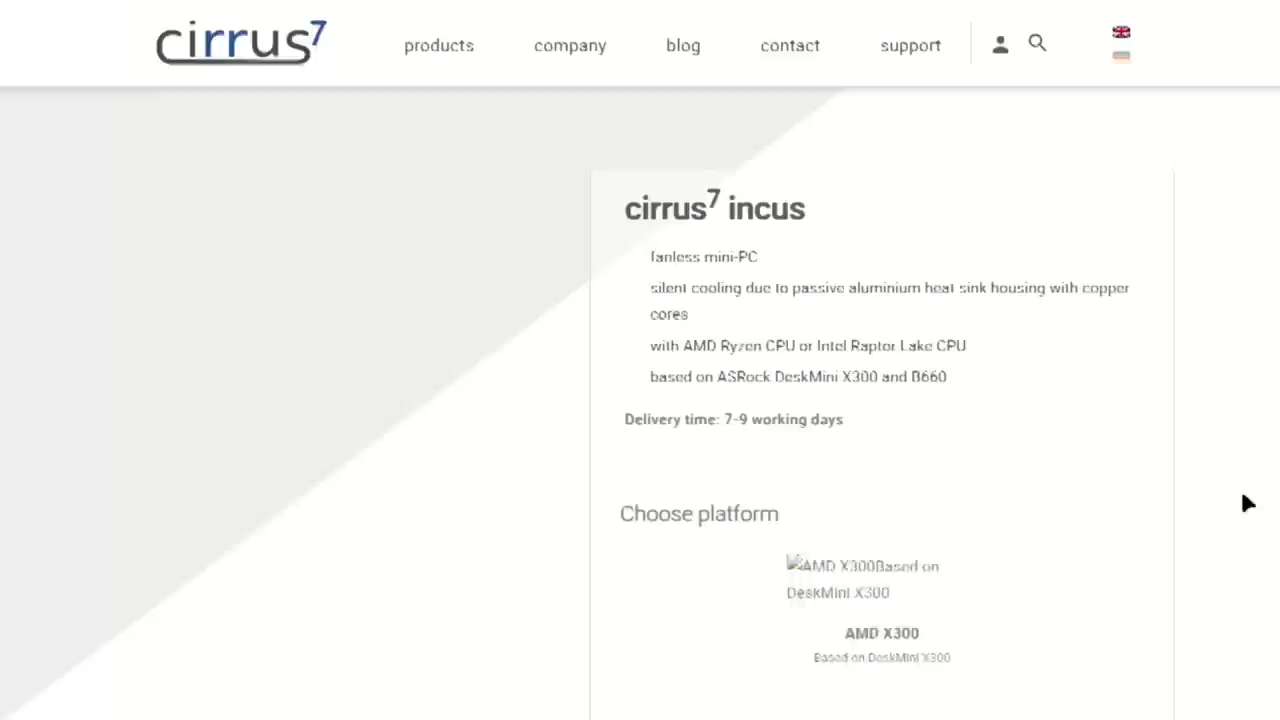 cirrus7
products
company
blog
contact
support
cirrus7 incus
fanless mini-PC
silent cooling due to passive aluminium heat sink housing with copper
cores
with AMD Ryzen CPU or Intel Raptor Lake CPU
based on ASRock DeskMini X300 and B660
Delivery time: 7-9 working days
Choose platform
AMD X300Based on
DeskMini X300
AMD X300
Based on DeskMini X300